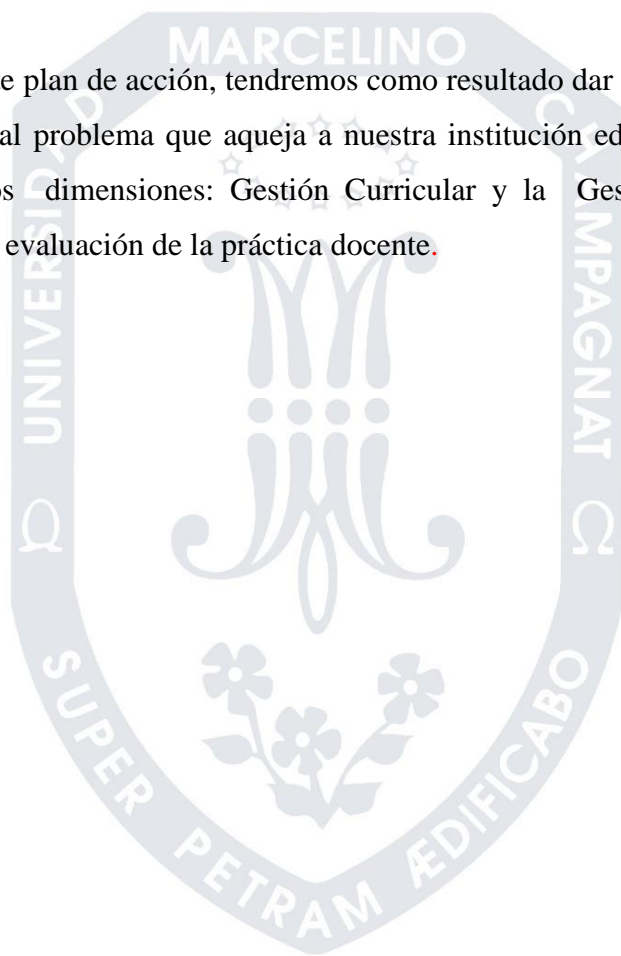 MARCELINO
UNIVERSIDAD
CHAMPAGNAT
e plan de acción, tendremos como resultado dar
al problema que aqueja a nuestra institución ed
os dimensiones: Gestión Curricular y la Ges
evaluación de la práctica docente.
SUPER PETRAM ÆDIFICABO